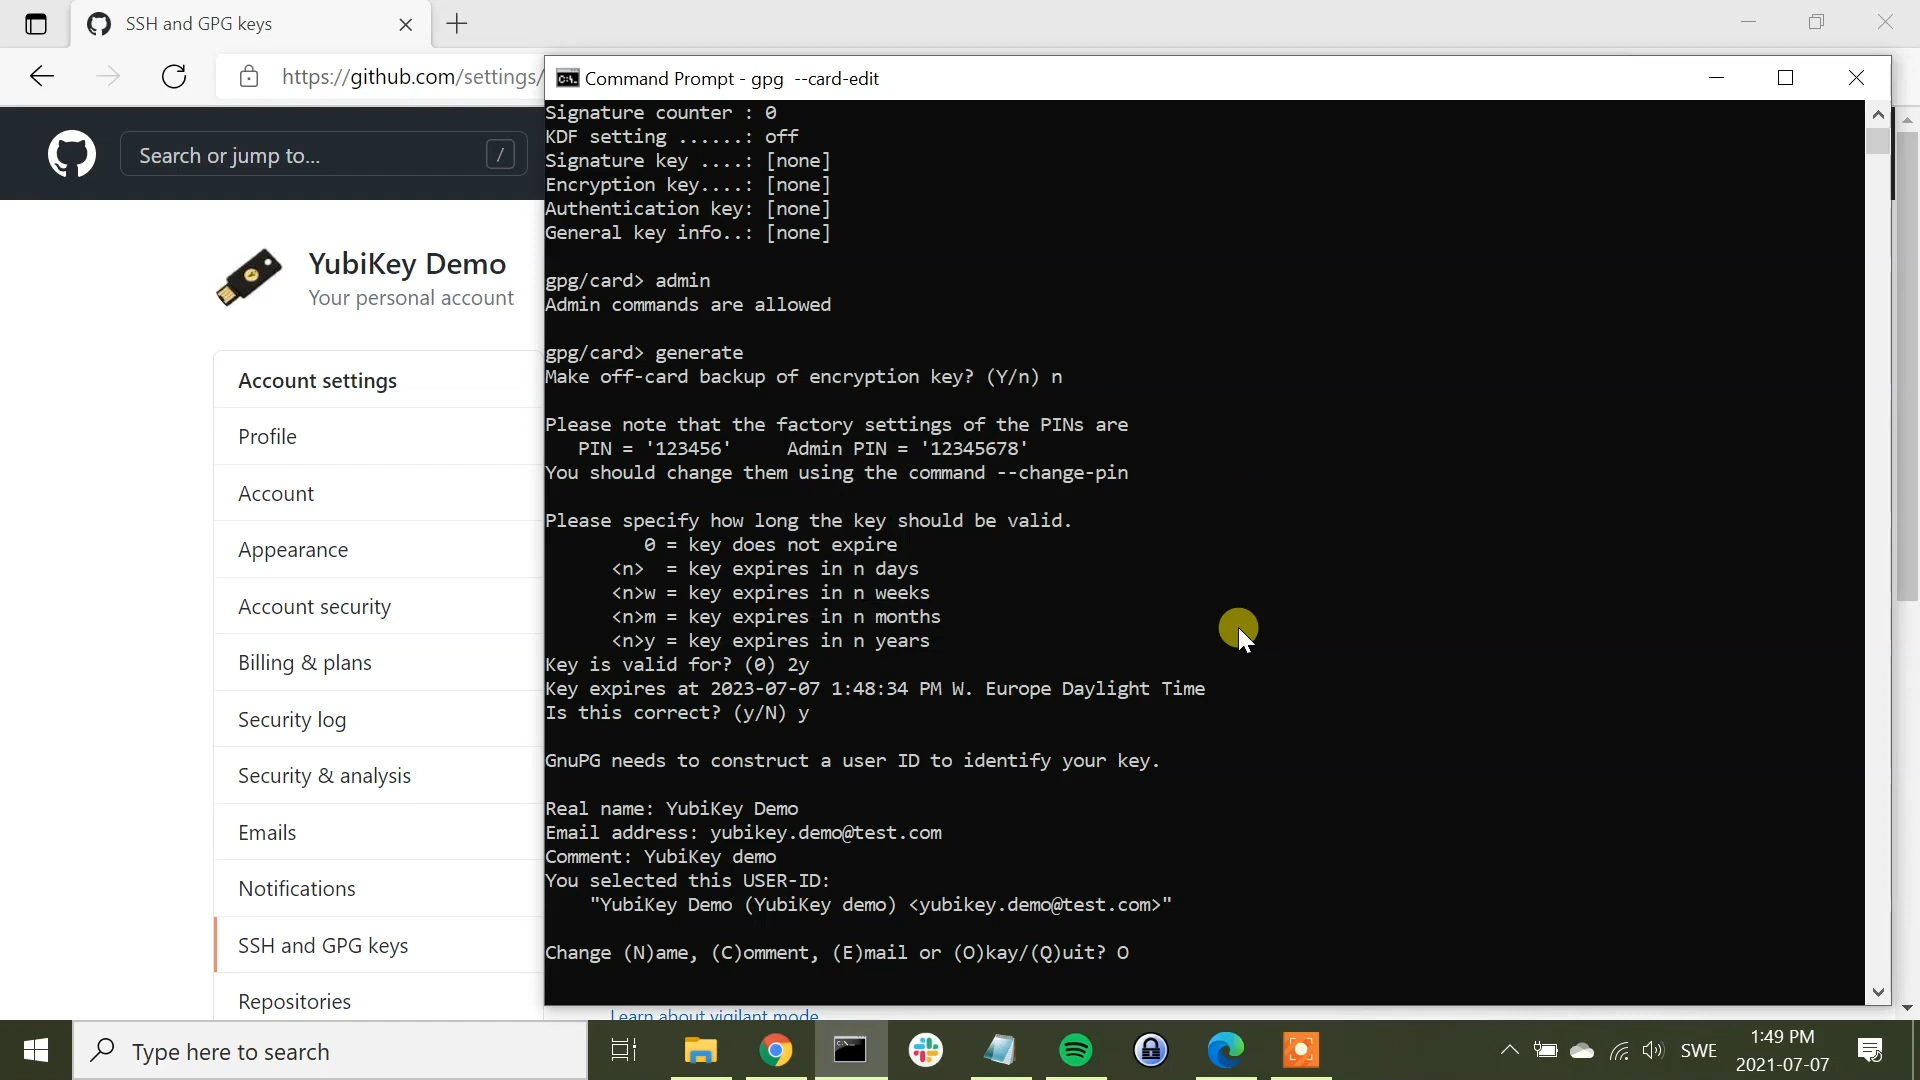 SSH and GPG keys
https://github.com/settings/
Search or jump to...
/
YubiKey Demo
Your personal account
Account settings
Profile
Account
Appearance
Account security
Billing & plans
Security log
Security & analysis
Emails
Notifications
SSH and GPG keys
Repositories
Command Prompt - gpg --card-edit
Signature counter : 0
KDF setting ......: off
Signature key ....: [none]
Encryption key....: [none]
Authentication key: [none]
General key info..: [none]
gpg/card> admin
Admin commands are allowed
gpg/card> generate
Make off-card backup of encryption key? (Y/n) n
Please note that the factory settings of the PINs are
PIN = '123456' Admin PIN = '12345678'
You should change them using the command --change-pin
Please specify how long the key should be valid.
0 = key does not expire
<n> = key expires in n days
<n>w = key expires in n weeks
<n>m = key expires in n months
<n>y = key expires in n years
Key is valid for? (0) 2y
Key expires at 2023-07-07 1:48:34 PM W. Europe Daylight Time
Is this correct? (y/N) y
GnuPG needs to construct a user ID to identify your key.
Real name: YubiKey Demo
Email address: yubikey.demo@test.com
Comment: YubiKey demo
You selected this USER-ID:
"YubiKey Demo (YubiKey demo) <yubikey.demo@test.com>"
Change (N)ame, (C)omment, (E)mail or (O)kay/(Q)uit? O
Learn about vigilant mode
Type here to search
SWE
1:49 PM
2021-07-07